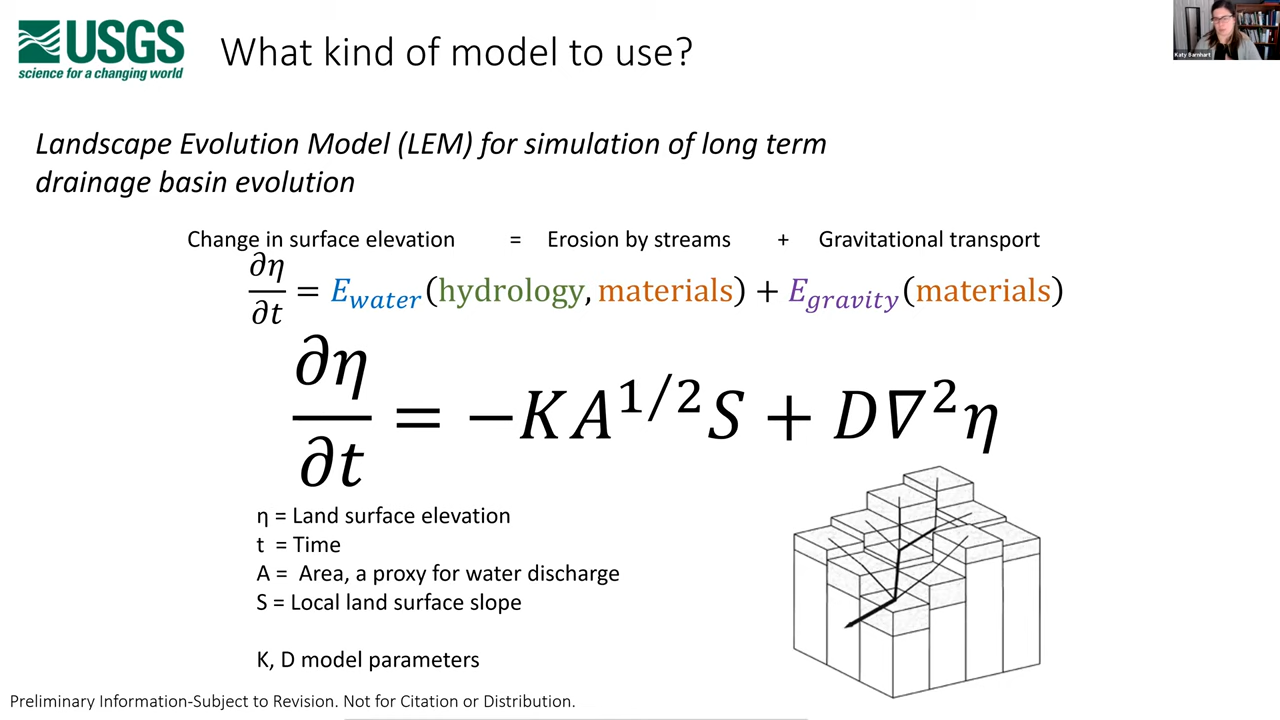 USGS
science for a changing world
What kind of model to use?
Katy Barnhart
Landscape Evolution Model (LEM) for simulation of long term
drainage basin evolution
Change in surface elevation = Erosion by streams + Gravitational transport
∂η/∂t = E_water(hydrology, materials) + E_gravity(materials)
∂η/∂t = −KA^1/2 S + D∇²η
η = Land surface elevation
t = Time
A = Area, a proxy for water discharge
S = Local land surface slope
K, D model parameters
Preliminary Information-Subject to Revision. Not for Citation or Distribution.